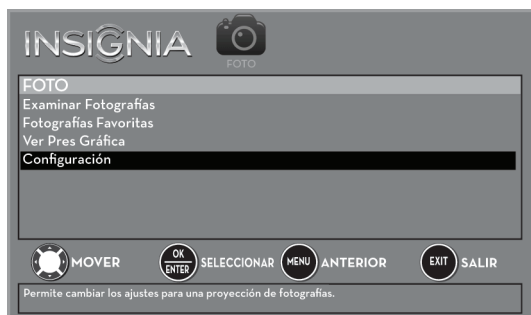 INSIGNIA
FOTO
FOTO
Examinar Fotografías
Fotografías Favoritas
Ver Pres Gráfica
Configuración
MOVER OK ENTER SELECCIONAR MENU ANTERIOR EXIT SALIR
Permite cambiar los ajustes para una proyección de fotografías.